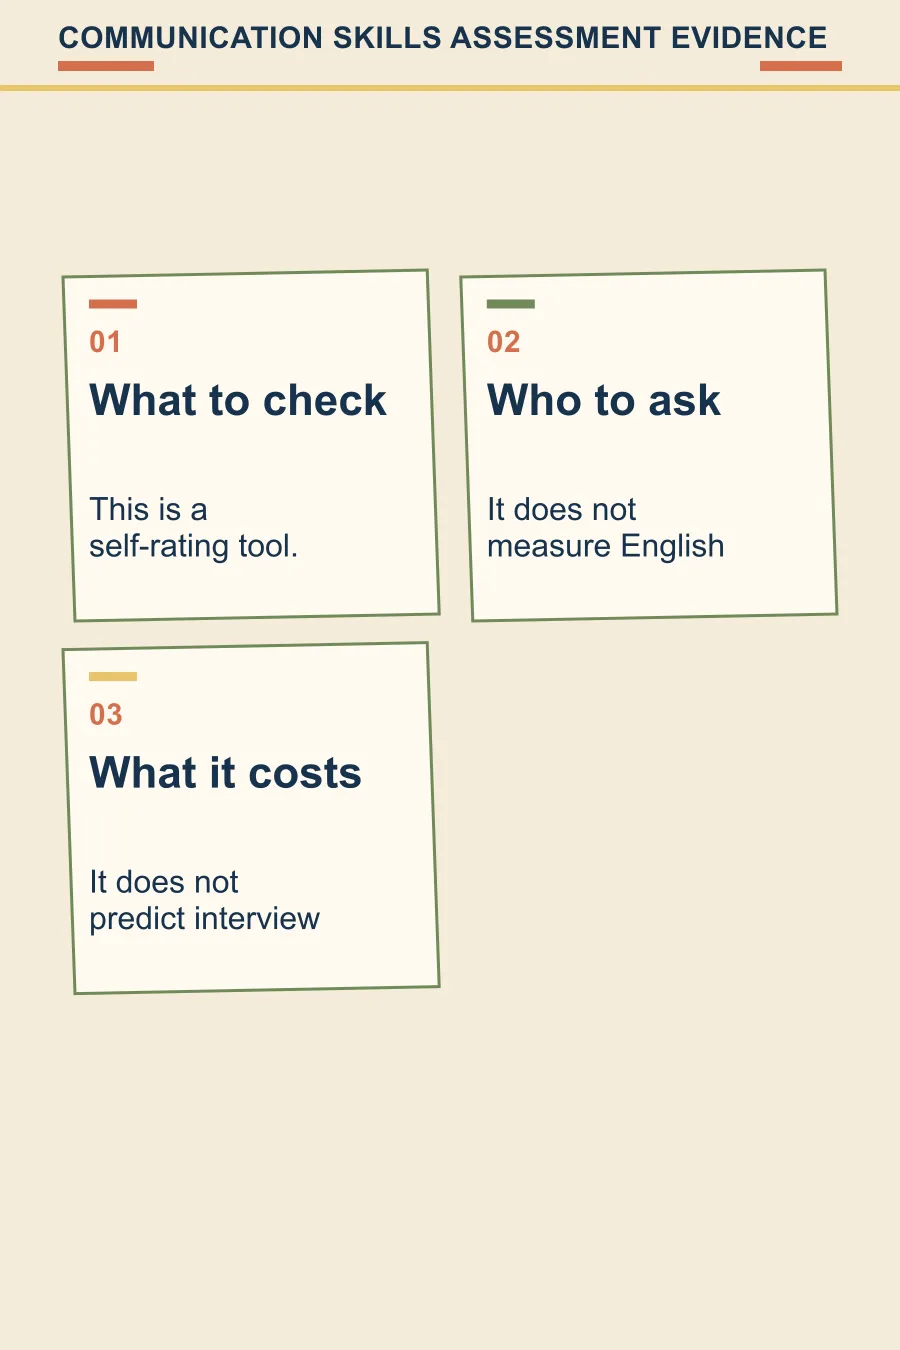 COMMUNICATION SKILLS ASSESSMENT EVIDENCE
01
What to check
This is a
self-rating tool.
02
Who to ask
It does not
measure English
03
What it costs
It does not
predict interview